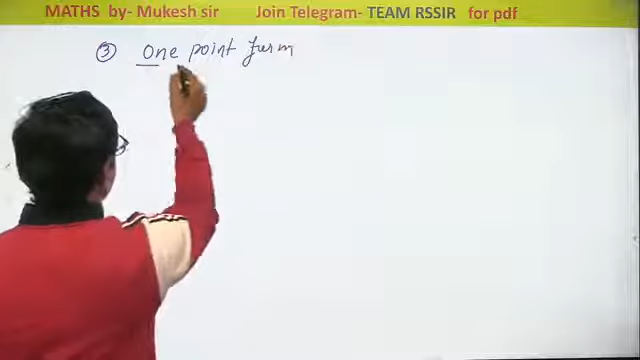 MATHS by- Mukesh sir Join Telegram- TEAM RSSIR for pdf
③ One point form